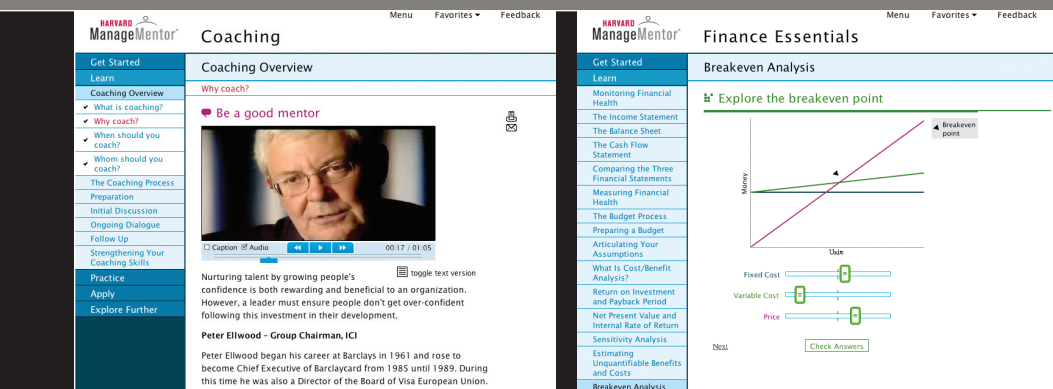 Menu Favorites Feedback
HARVARD
ManageMentor
Coaching
Get Started
Learn
Coaching Overview
What is coaching?
Why coach?
When should you
coach?
Whom should you
coach?
The Coaching Process
Preparation
Initial Discussion
Ongoing Dialogue
Follow Up
Strengthening Your
Coaching Skills
Practice
Apply
Explore Further
Coaching Overview
Why coach?
Be a good mentor
Caption Audio 00:17 / 01:05
toggle text version
Nurturing talent by growing people's
confidence is both rewarding and beneficial to an organization.
However, a leader must ensure people don't get over-confident
following this investment in their development.
Peter Ellwood – Group Chairman, ICI
Peter Ellwood began his career at Barclays in 1961 and rose to
become Chief Executive of Barclaycard from 1985 until 1989. During
this time he was also a Director of the Board of Visa European Union.
Menu Favorites Feedback
HARVARD
ManageMentor
Finance Essentials
Get Started
Learn
Monitoring Financial
Health
The Income Statement
The Balance Sheet
The Cash Flow
Statement
Comparing the Three
Financial Statements
Measuring Financial
Health
The Budget Process
Preparing a Budget
Articulating Your
Assumptions
What Is Cost/Benefit
Analysis?
Return on Investment
and Payback Period
Net Present Value and
Internal Rate of Return
Sensitivity Analysis
Estimating
Unquantifiable Benefits
and Costs
Breakeven Analysis
Breakeven Analysis
Explore the breakeven point
Breakeven
point
Money
Units
Fixed Cost
Variable Cost
Price
Next
Check Answers